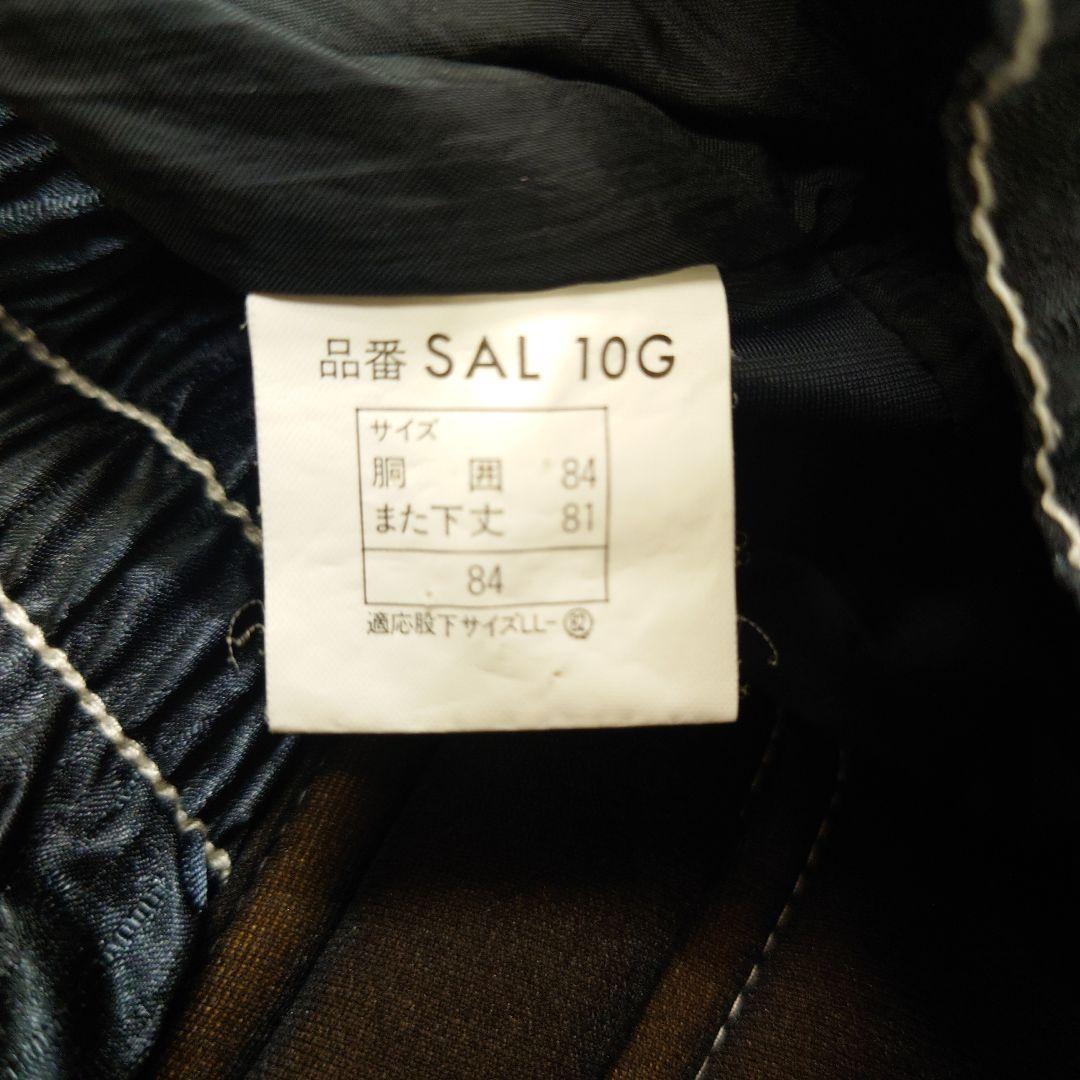 品番 SAL 10G
サイズ
胴 囲 84
また下丈 81
84
適応股下サイズLL-㉜